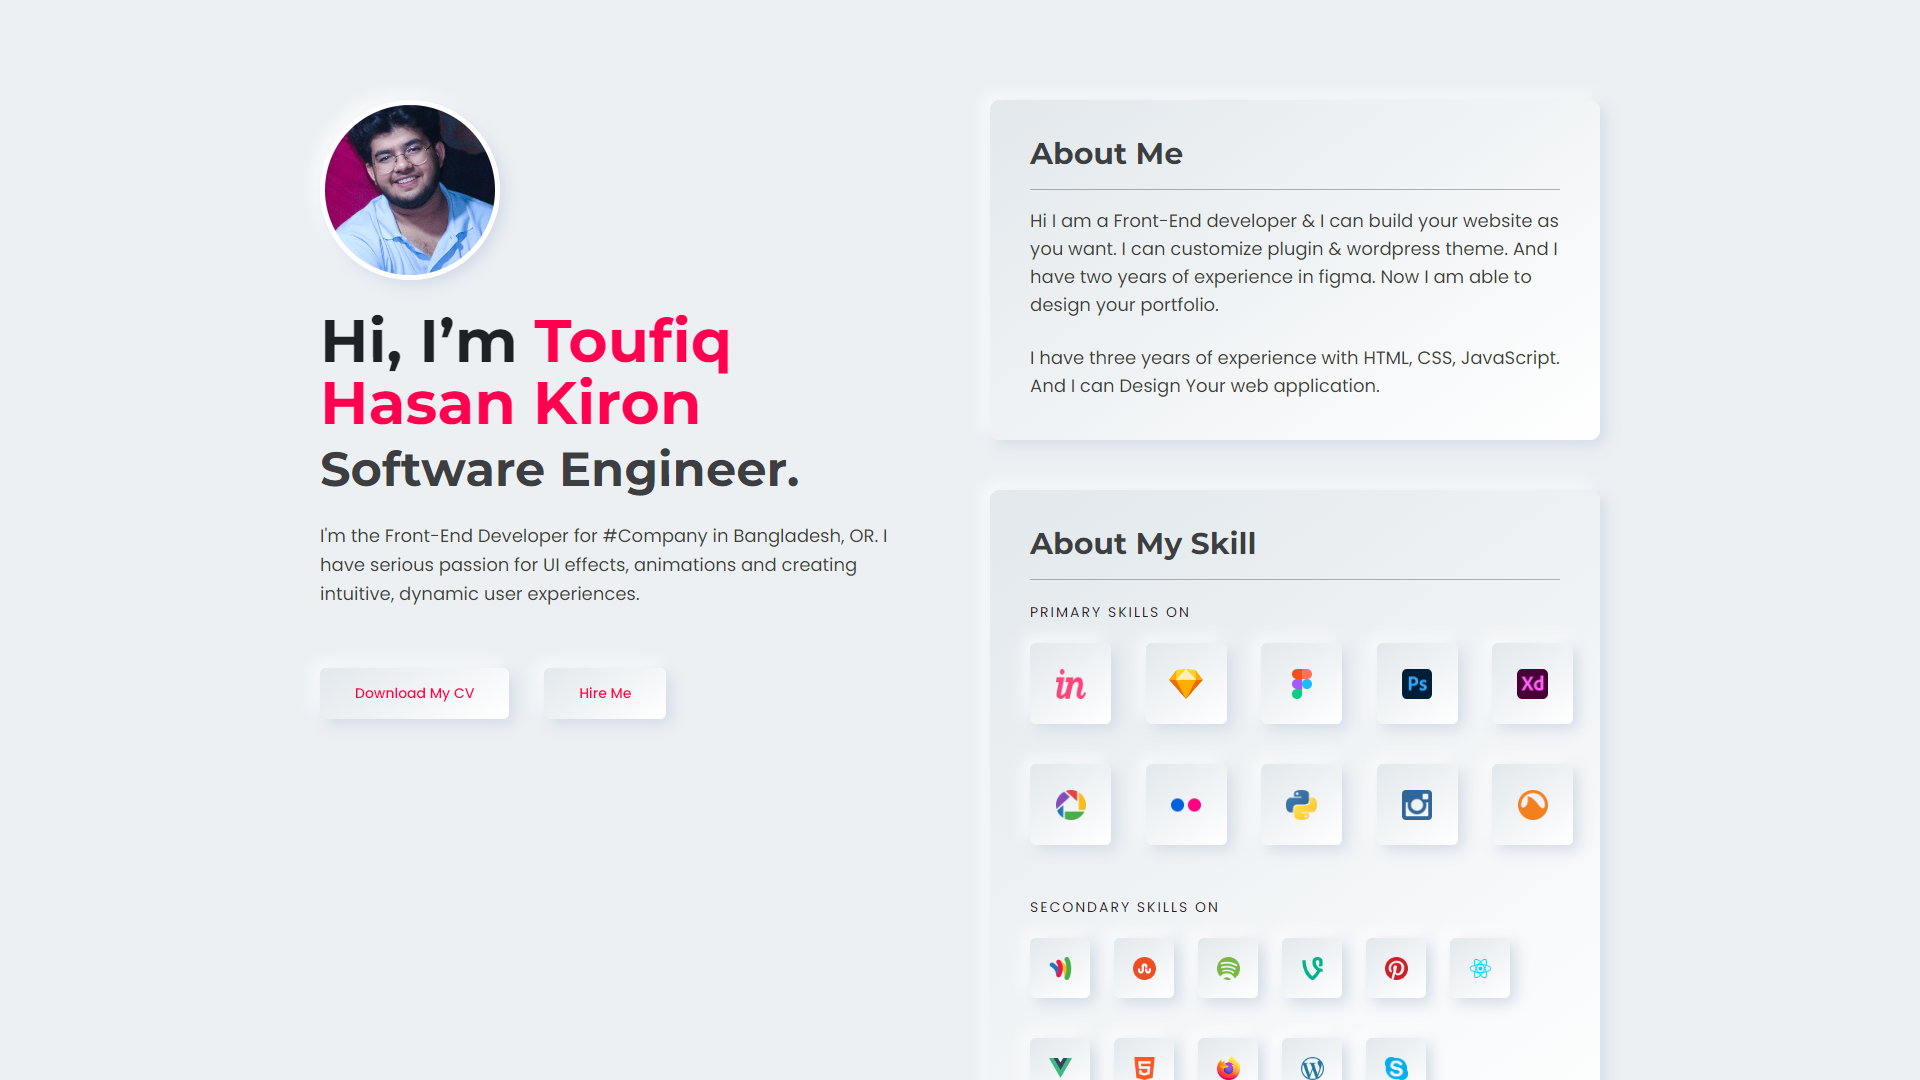 Hi, I’m Toufiq
Hasan Kiron
Software Engineer.
I'm the Front-End Developer for #Company in Bangladesh, OR. I
have serious passion for UI effects, animations and creating
intuitive, dynamic user experiences.
Download My CV
Hire Me
About Me
Hi I am a Front-End developer & I can build your website as
you want. I can customize plugin & wordpress theme. And I
have two years of experience in figma. Now I am able to
design your portfolio.
I have three years of experience with HTML, CSS, JavaScript.
And I can Design Your web application.
About My Skill
PRIMARY SKILLS ON
in
Ps
Xd
SECONDARY SKILLS ON